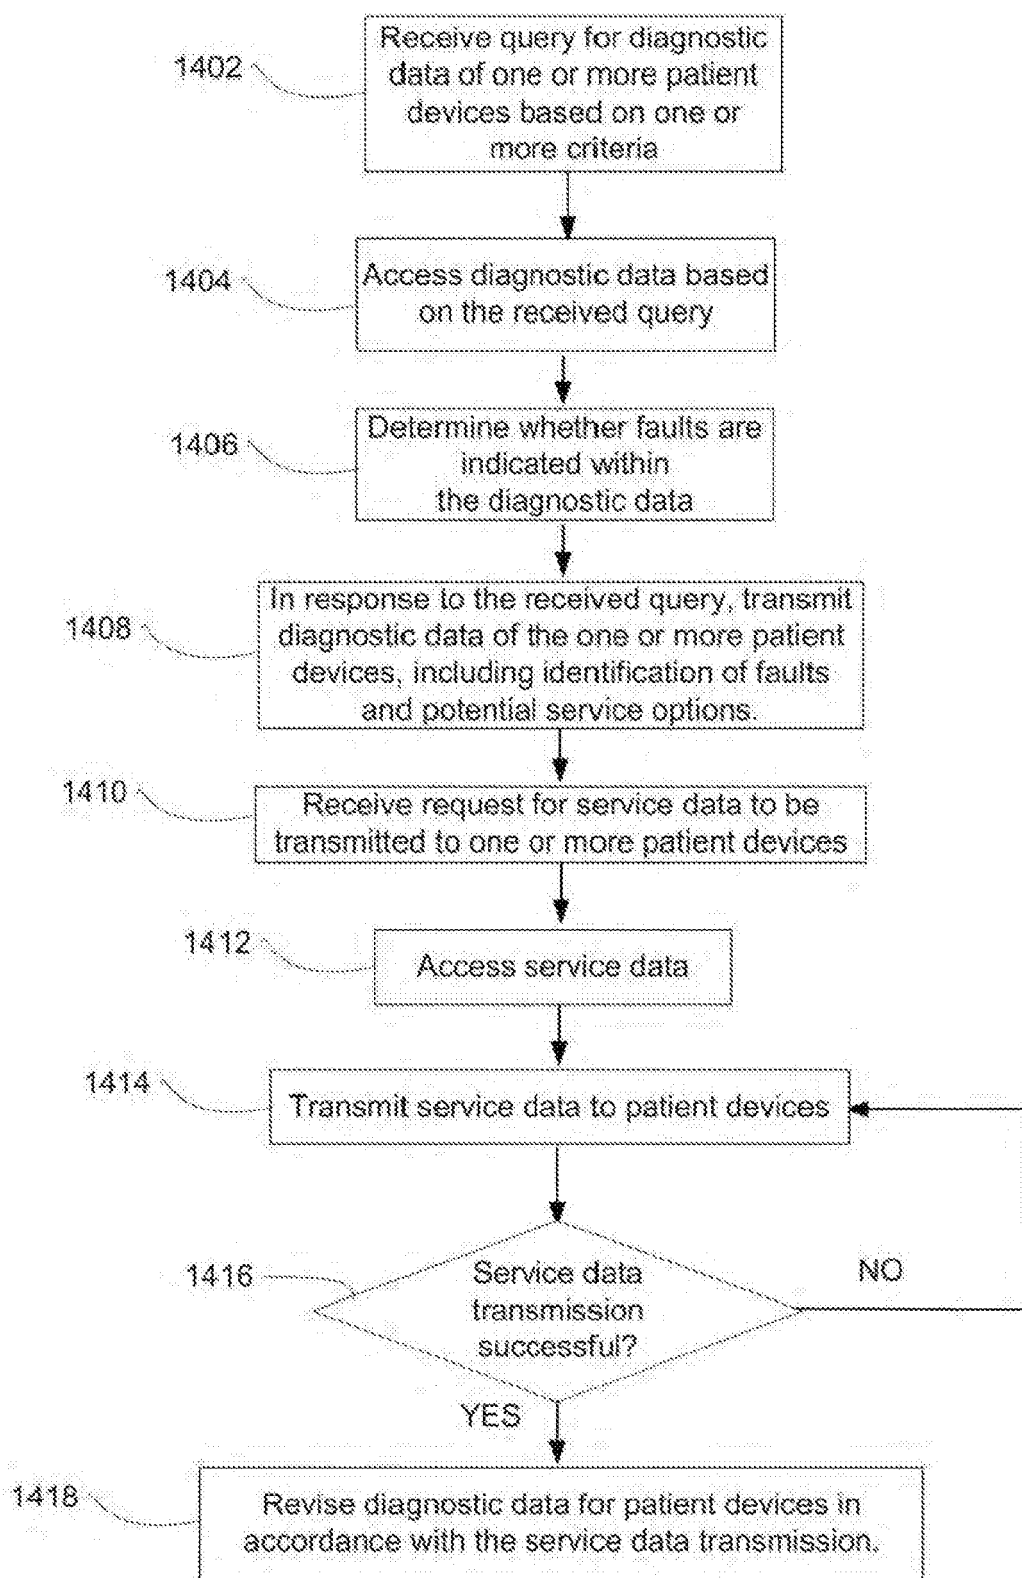 1402
Receive query for diagnostic
data of one or more patient
devices based on one or
more criteria
1404
Access diagnostic data based
on the received query
1406
Determine whether faults are
indicated within
the diagnostic data
1408
In response to the received query, transmit
diagnostic data of the one or more patient
devices, including identification of faults
and potential service options.
1410
Receive request for service data to be
transmitted to one or more patient devices
1412
Access service data
1414
Transmit service data to patient devices
1416
Service data
transmission
successful?
NO
YES
1418
Revise diagnostic data for patient devices in
accordance with the service data transmission.